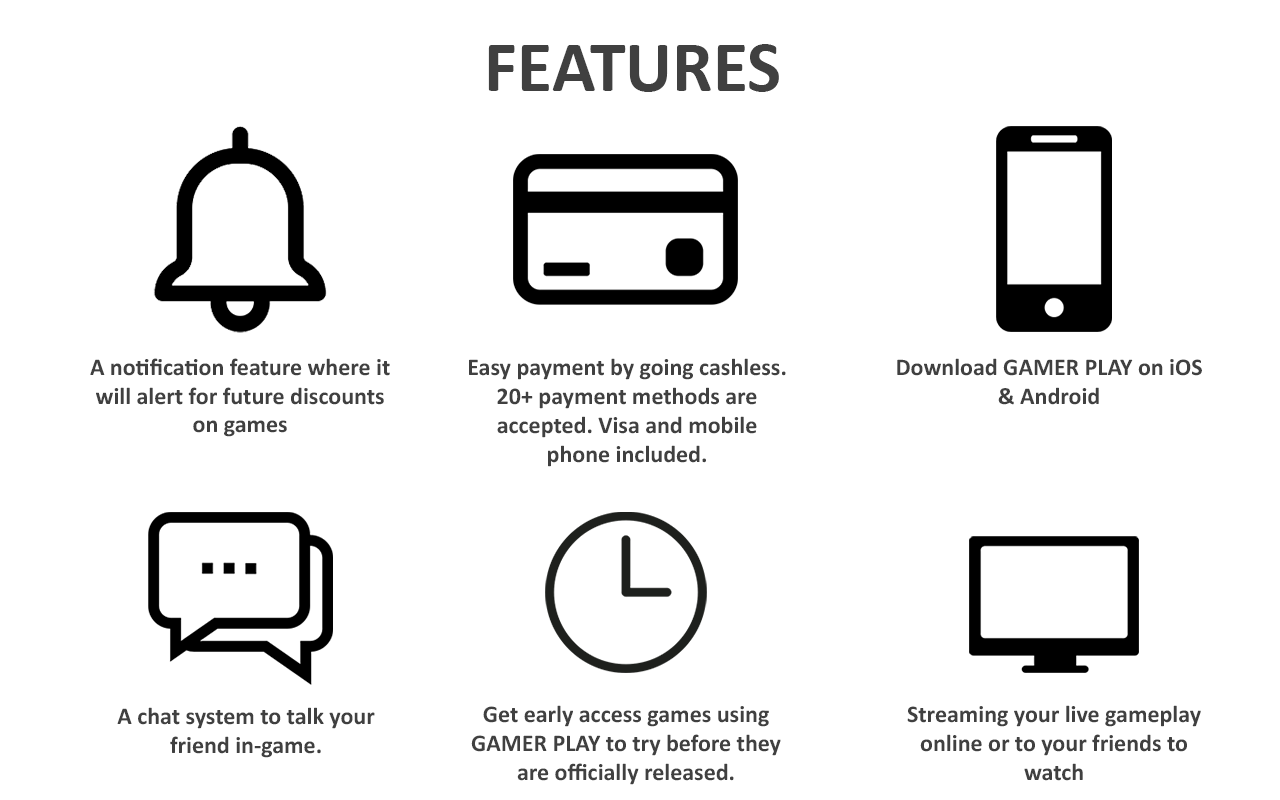 FEATURES
A notification feature where it
will alert for future discounts
on games
Easy payment by going cashless.
20+ payment methods are
accepted. Visa and mobile
phone included.
Download GAMER PLAY on iOS
& Android
A chat system to talk your
friend in-game.
Get early access games using
GAMER PLAY to try before they
are officially released.
Streaming your live gameplay
online or to your friends to
watch